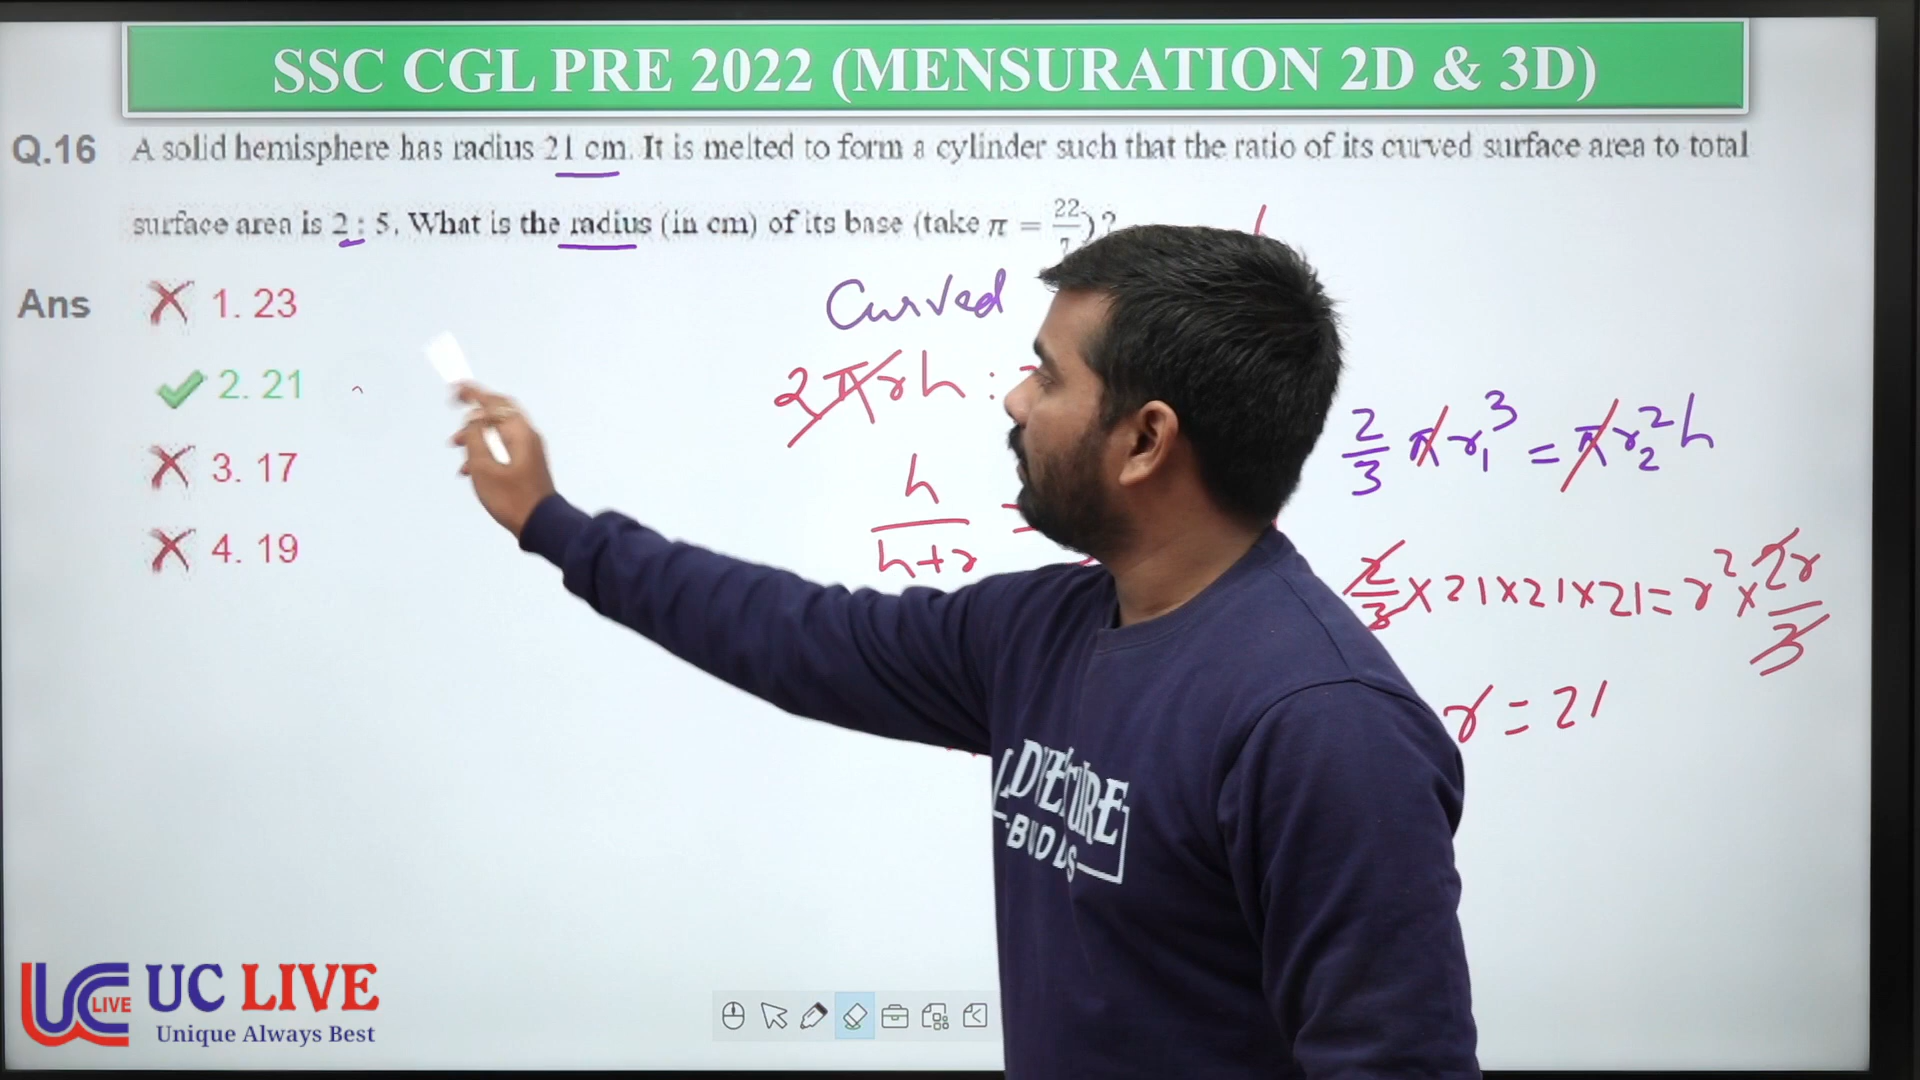 SSC CGL PRE 2022 (MENSURATION 2D & 3D)
Q.16 A solid hemisphere has radius 21 cm. It is melted to form a cylinder such that the ratio of its curved surface area to total
surface area is 2 : 5. What is the radius (in cm) of its base (take π = 22/7)?
Ans 1. 23
2. 21
3. 17
4. 19
Curved
2πrh :
h/(h+r) =
2/3 πr₁³ = πr₂²h
2/3 × 21 × 21 × 21 = r² × 2r/3
r = 21
ADVENTURE
BUDDS
LIVE
UC LIVE
Unique Always Best